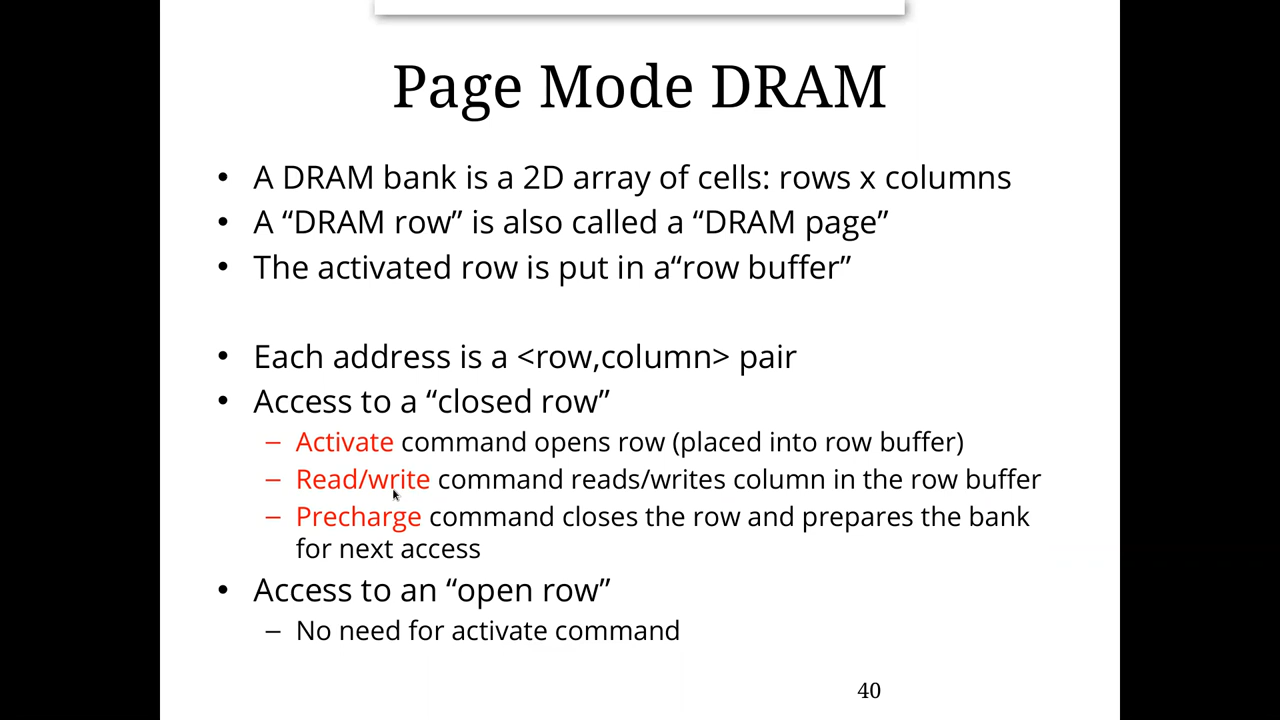 Page Mode DRAM
• A DRAM bank is a 2D array of cells: rows x columns
• A “DRAM row” is also called a “DRAM page”
• The activated row is put in a“row buffer”
• Each address is a <row,column> pair
• Access to a “closed row”
– Activate command opens row (placed into row buffer)
– Read/write command reads/writes column in the row buffer
– Precharge command closes the row and prepares the bank
for next access
• Access to an “open row”
– No need for activate command
40